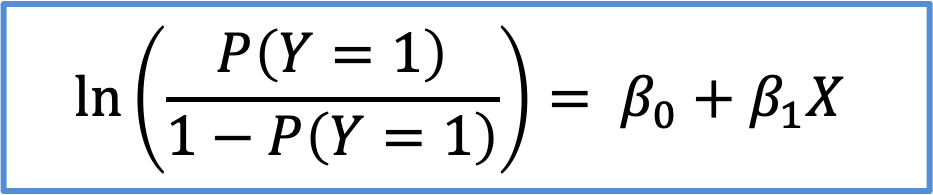 ln(P(Y = 1) / 1 − P(Y = 1)) = β₀ + β₁X